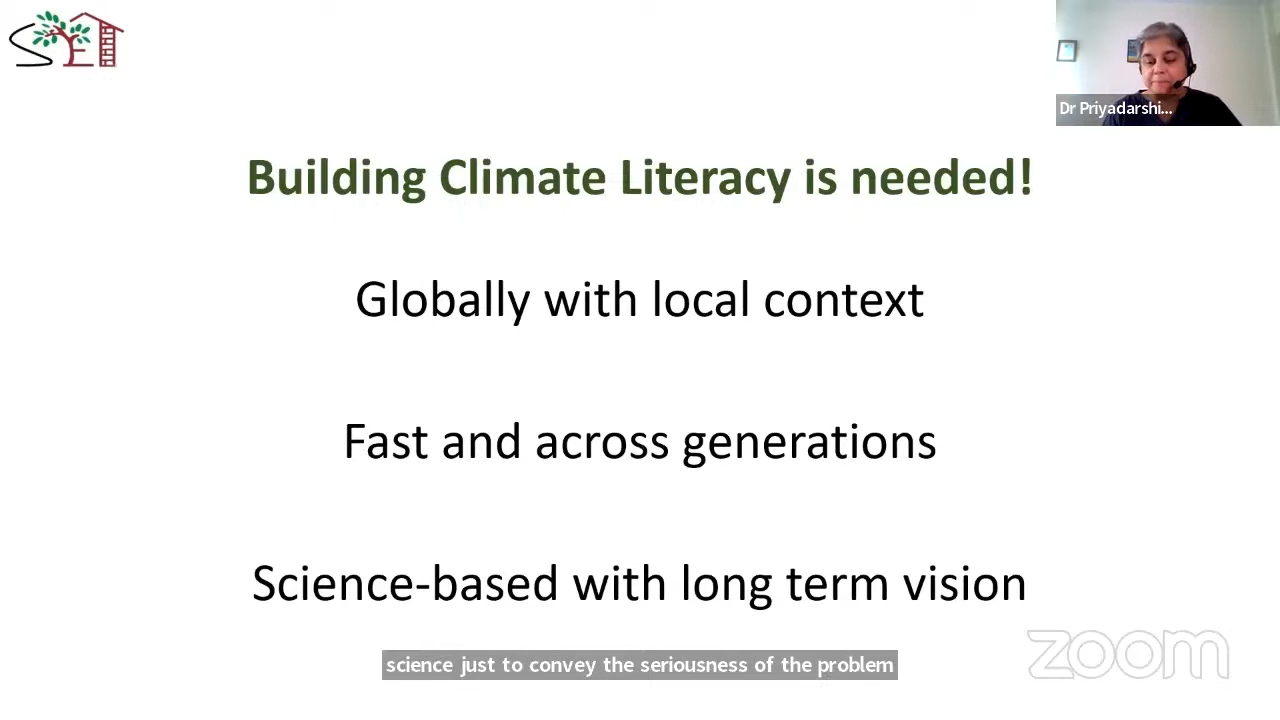 Dr Priyadarshi...
Building Climate Literacy is needed!
Globally with local context
Fast and across generations
Science-based with long term vision
science just to convey the seriousness of the problem
zoom